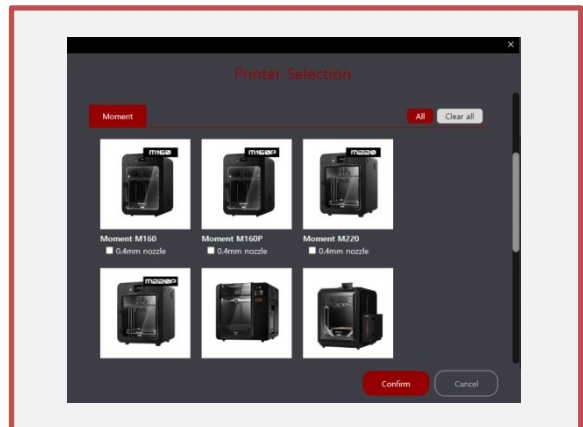 ×
Printer Selection
Moment
All Clear all
M160 M160P M220
Moment M160 Moment M160P Moment M220
0.4mm nozzle 0.4mm nozzle 0.4mm nozzle
M220P
Confirm Cancel